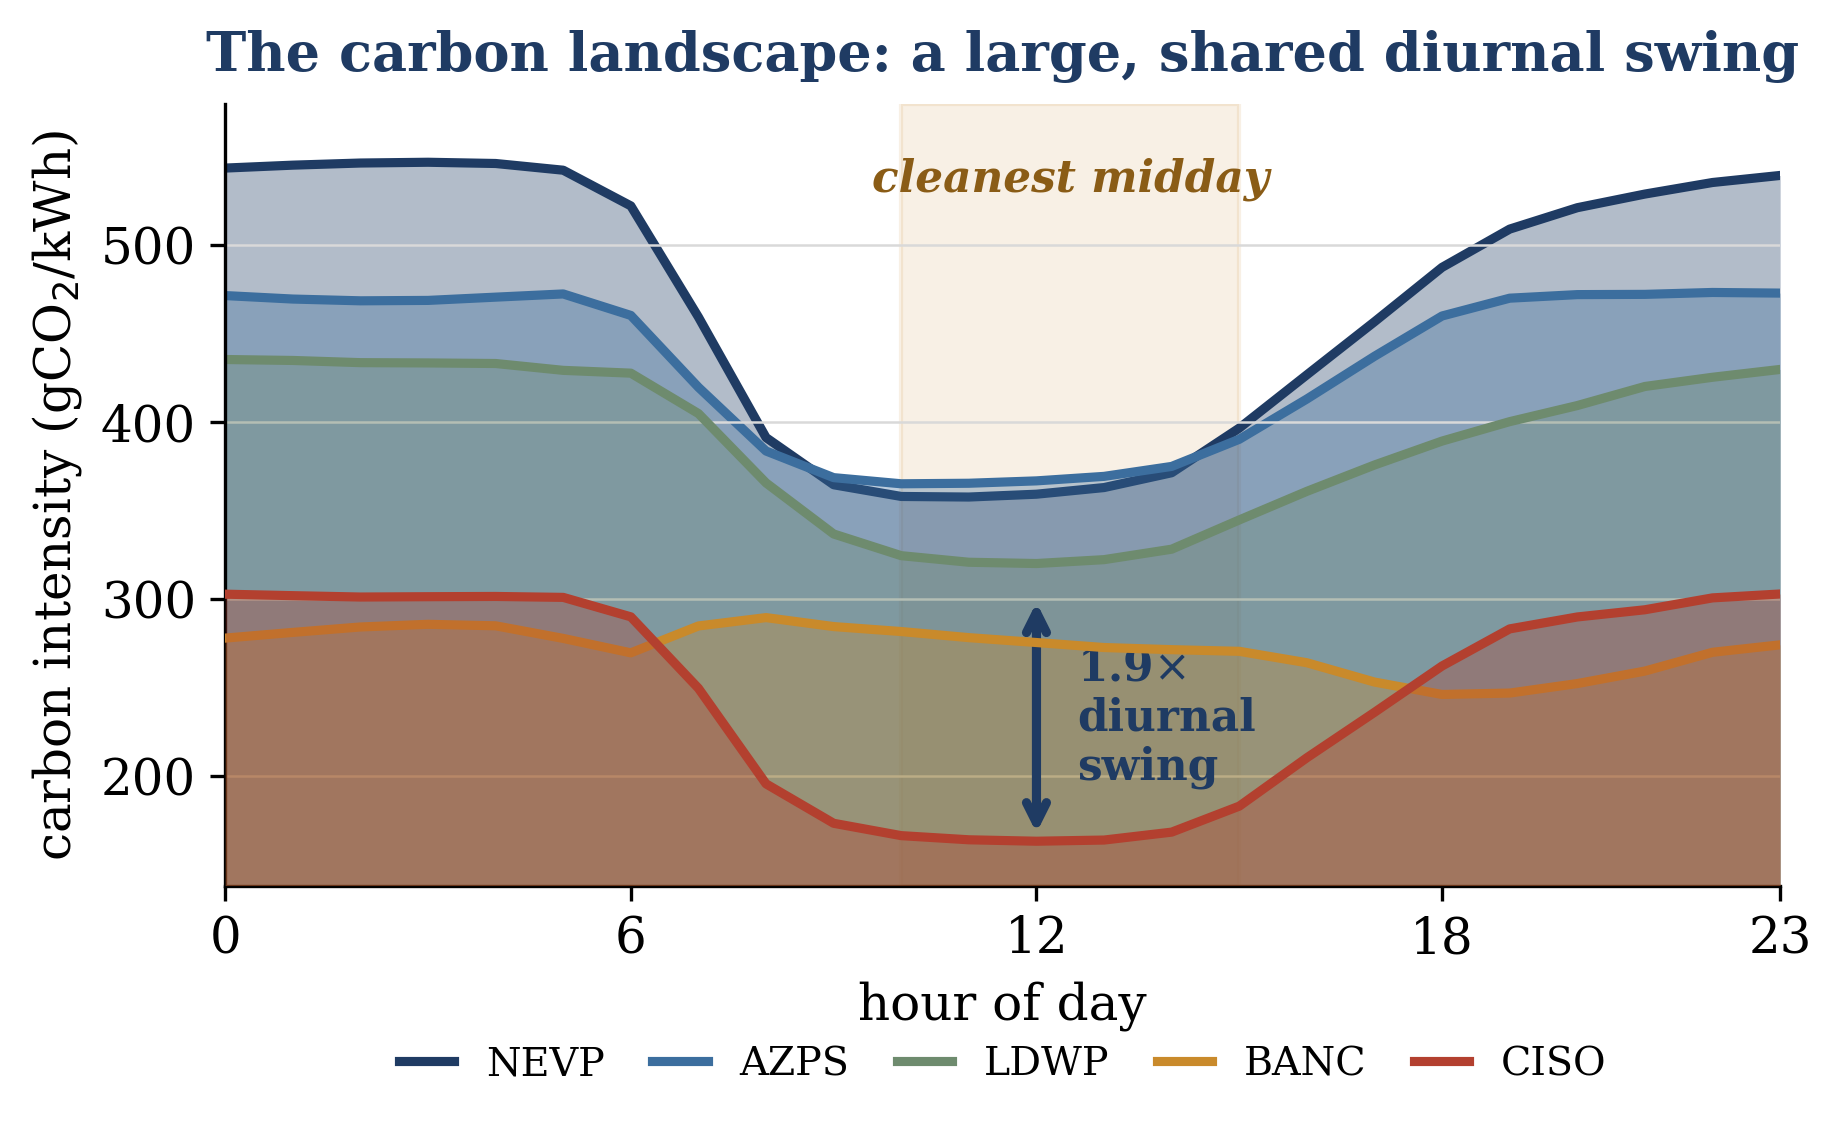 The carbon landscape: a large, shared diurnal swing
carbon intensity (gCO₂/kWh)
500
400
300
200
cleanest midday
1.9×
diurnal
swing
0 6 12 18 23
hour of day
NEVP AZPS LDWP BANC CISO